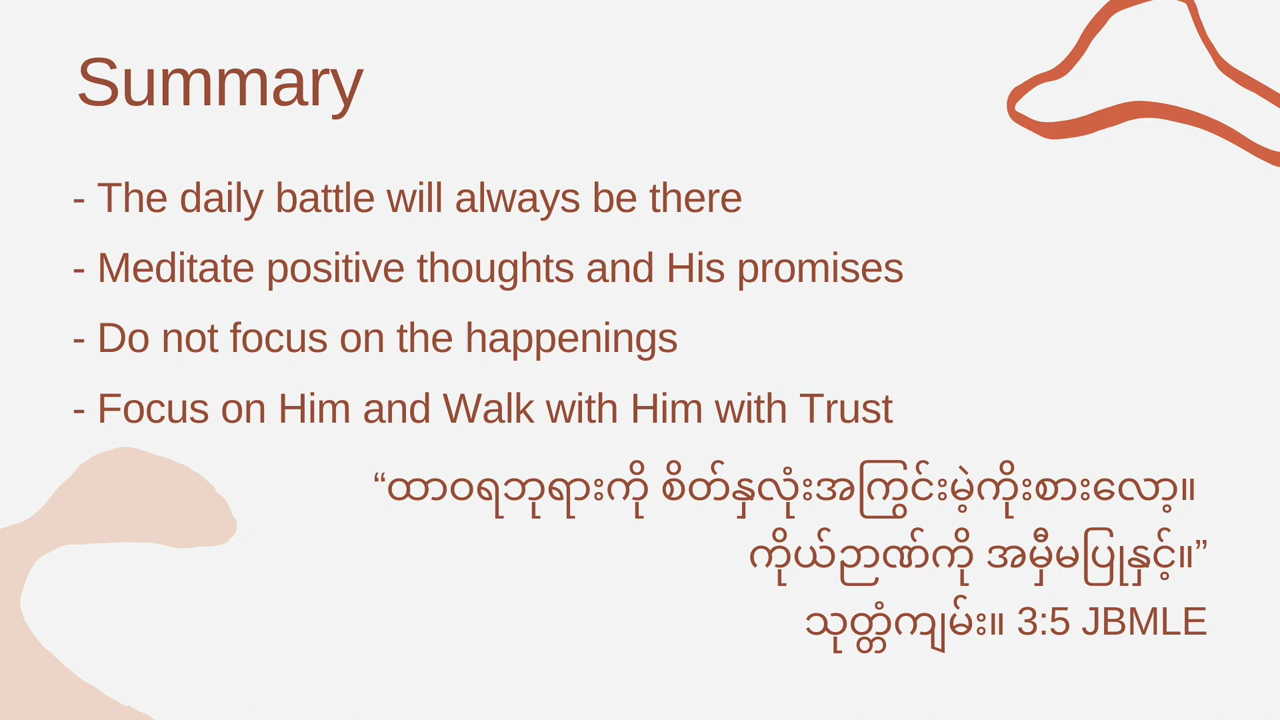 Summary
- The daily battle will always be there
- Meditate positive thoughts and His promises
- Do not focus on the happenings
- Focus on Him and Walk with Him with Trust
“ထာဝရဘုရားကို စိတ်နှလုံးအကြွင်းမဲ့ကိုးစားလော့။
ကိုယ်ဉာဏ်ကို အမှီမပြုနှင့်။”
သုတ္တံကျမ်း။ 3:5 JBMLE